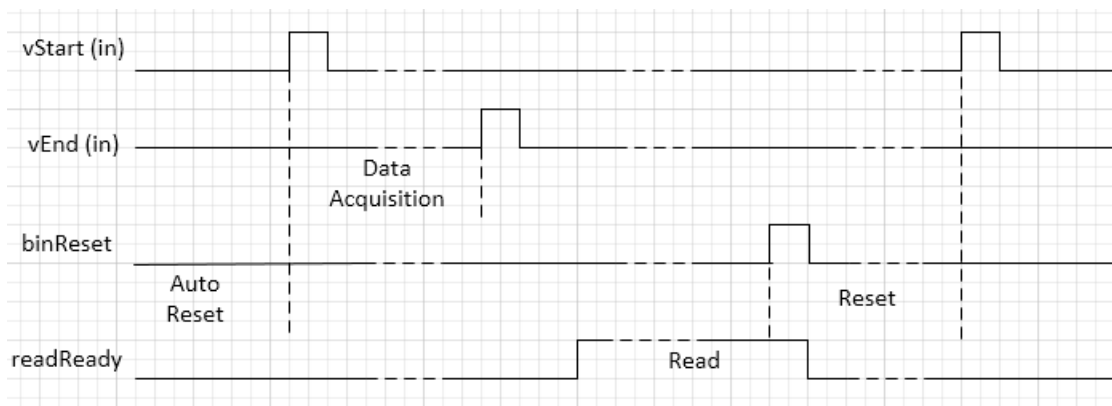 vStart (in)
vEnd (in)
Data
Acquisition
binReset
Auto
Reset
Reset
readReady
Read